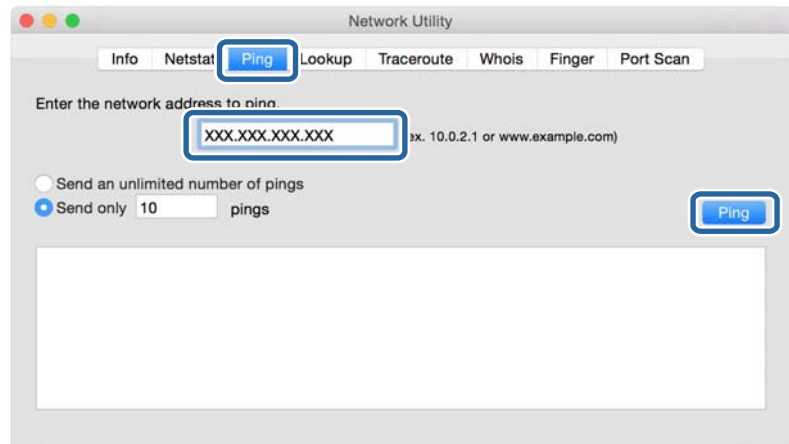 Network Utility
Info Netstat Ping Lookup Traceroute Whois Finger Port Scan
Enter the network address to ping.
XXX.XXX.XXX.XXX ex. 10.0.2.1 or www.example.com)
Send an unlimited number of pings
Send only 10 pings
Ping